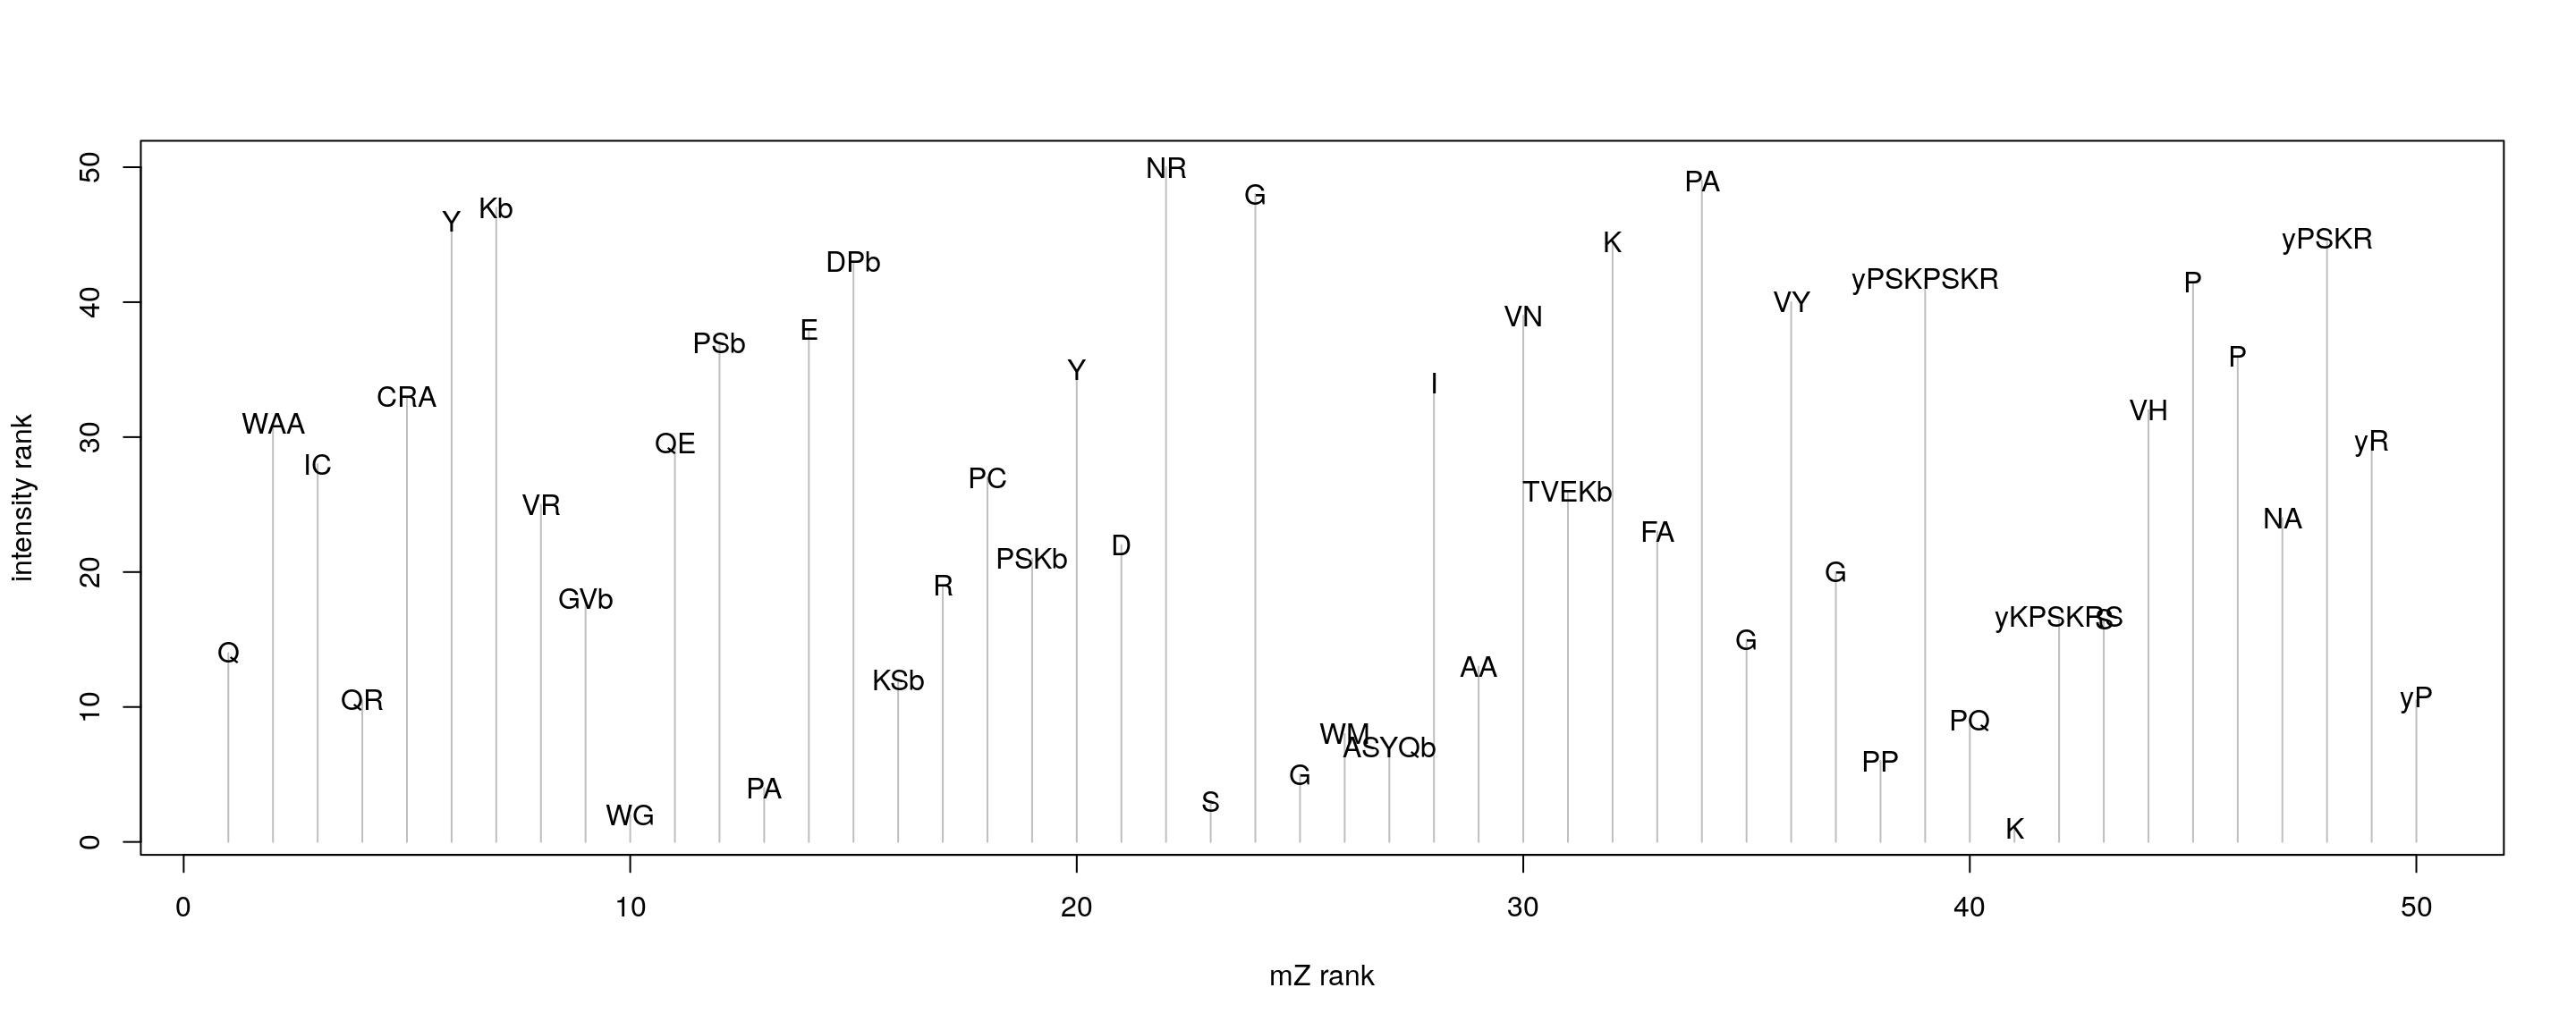 50
40
30
20
10
0
intensity rank
Q
WAA
IC
QR
CRA
Y
Kb
VR
GVb
WG
QE
PSb
PA
E
DPb
KSb
R
PC
PSKb
Y
D
NR
S
G
G
WM
ASYQb
I
AA
VN
TVEKb
K
FA
PA
G
VY
G
PP
yPSKPSKR
PQ
K
yKPSKRS
S
VH
P
P
NA
yPSKR
yR
yP
0
10
20
30
40
50
mZ rank